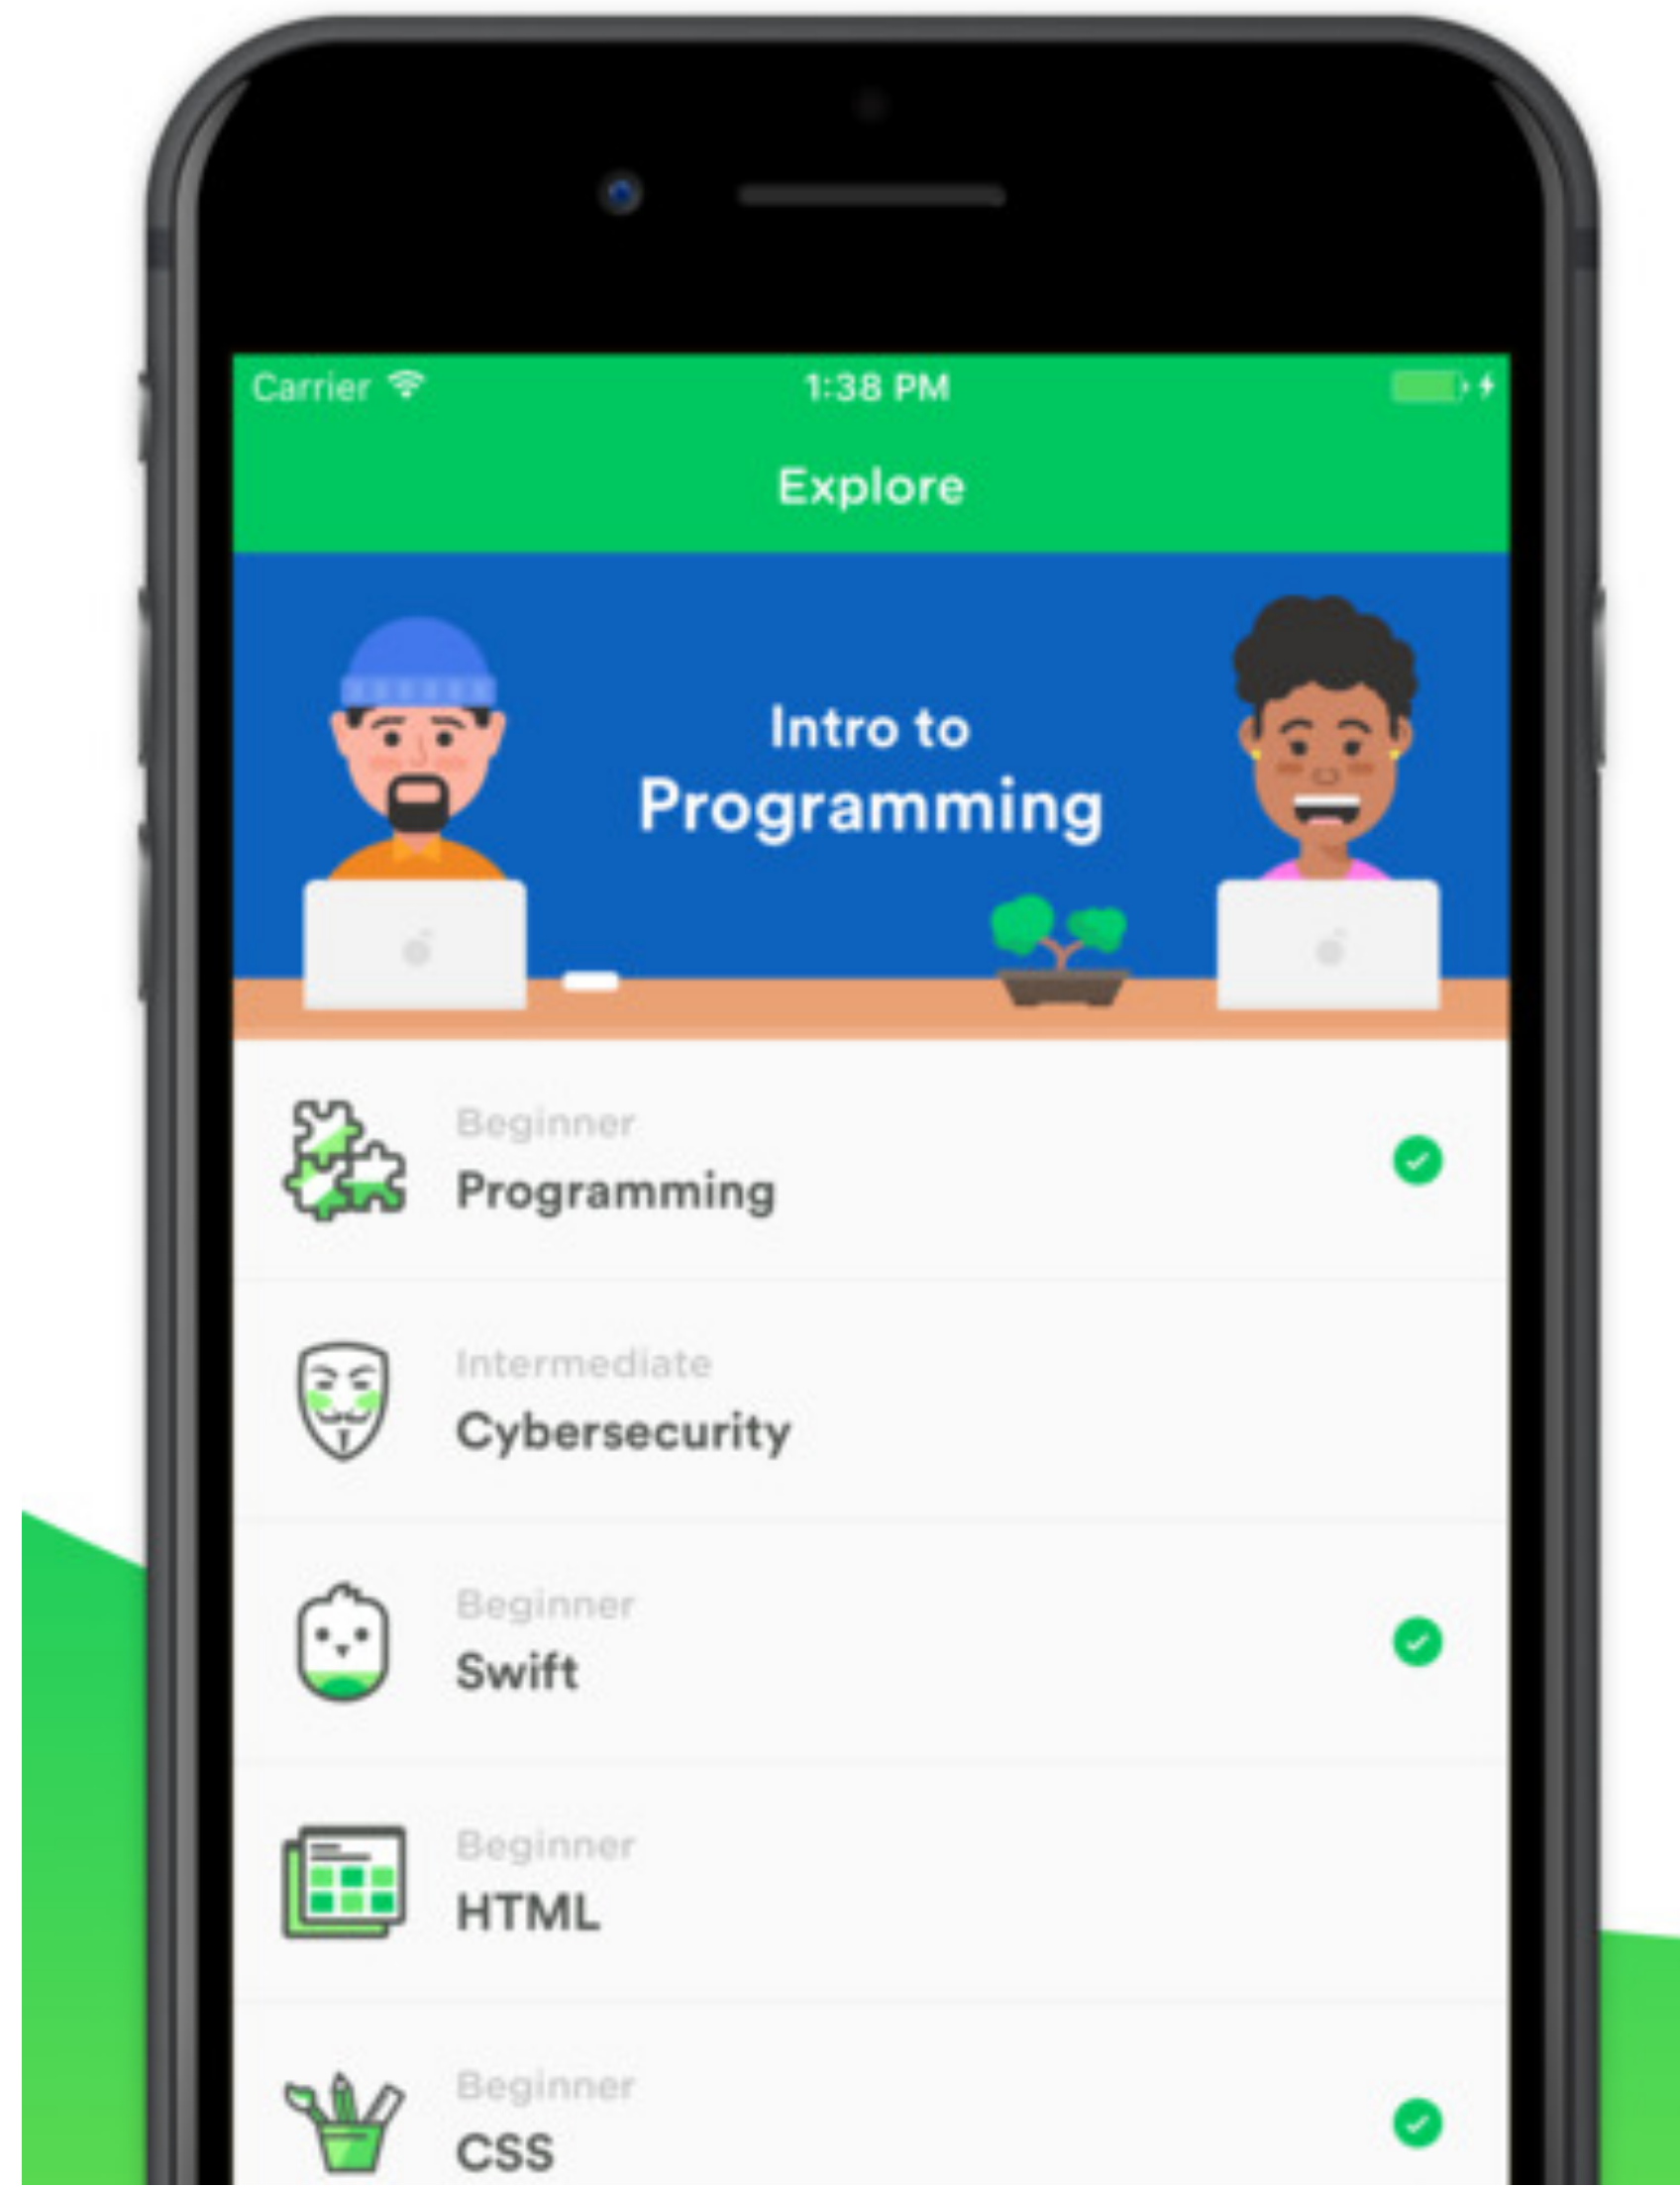 Carrier
1:38 PM
Explore
Intro to
Programming
Beginner
Programming
Intermediate
Cybersecurity
Beginner
Swift
Beginner
HTML
Beginner
CSS